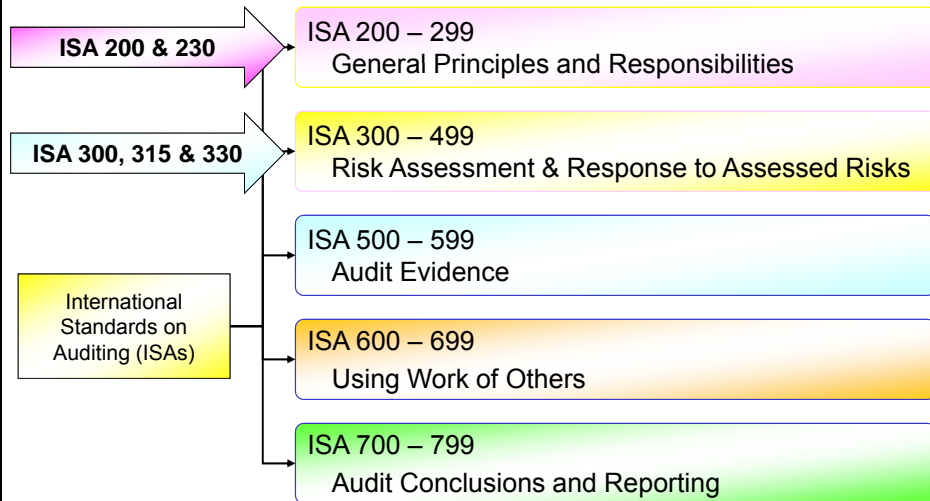 ISA 200 & 230
ISA 200 – 299
General Principles and Responsibilities
ISA 300, 315 & 330
ISA 300 – 499
Risk Assessment & Response to Assessed Risks
ISA 500 – 599
Audit Evidence
International
Standards on
Auditing (ISAs)
ISA 600 – 699
Using Work of Others
ISA 700 – 799
Audit Conclusions and Reporting